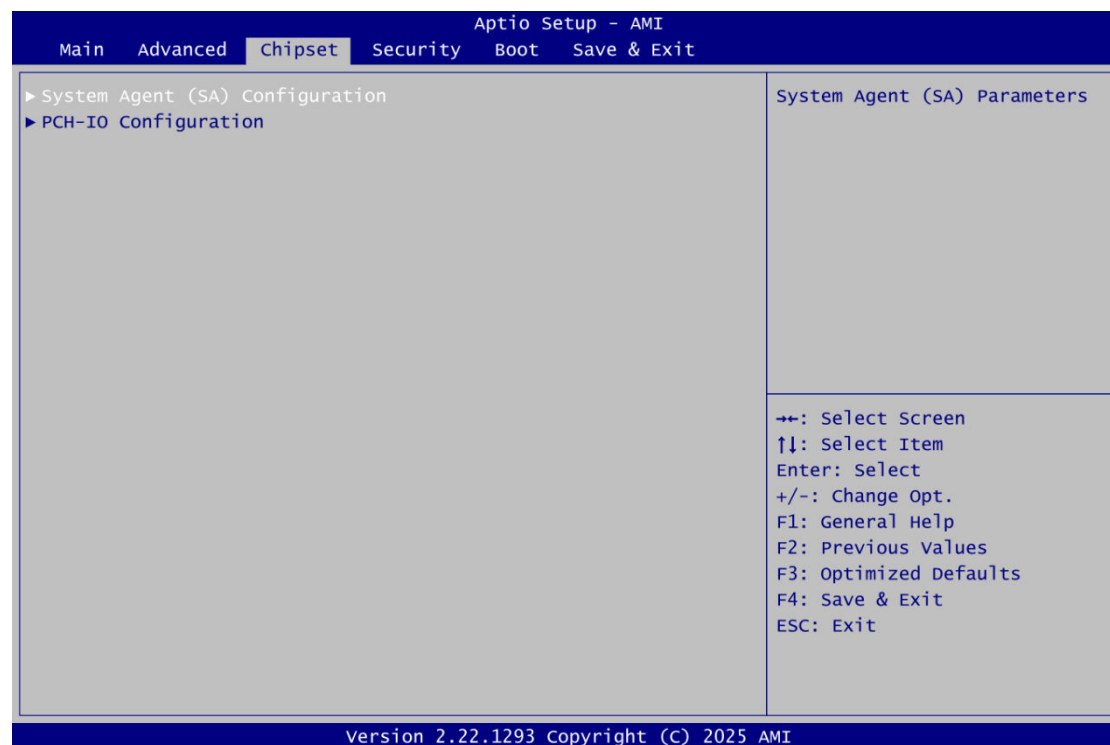 Aptio Setup – AMI
Main Advanced Chipset Security Boot Save & Exit
▶ System Agent (SA) Configuration
▶ PCH-IO Configuration
System Agent (SA) Parameters
→←: Select Screen
↑↓: Select Item
Enter: Select
+/-: Change Opt.
F1: General Help
F2: Previous Values
F3: Optimized Defaults
F4: Save & Exit
ESC: Exit
Version 2.22.1293 Copyright (C) 2025 AMI